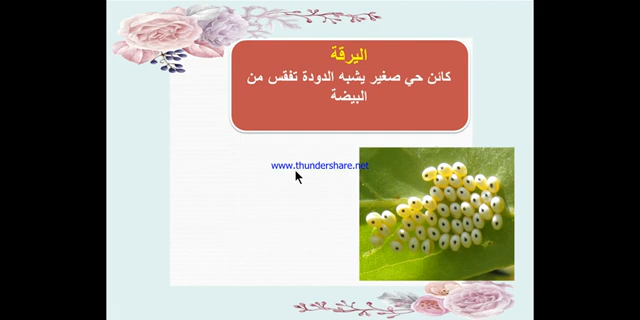 اليرقة
كائن حي صغير يشبه الدودة تفقس من
البيضة
www.thundershare.net